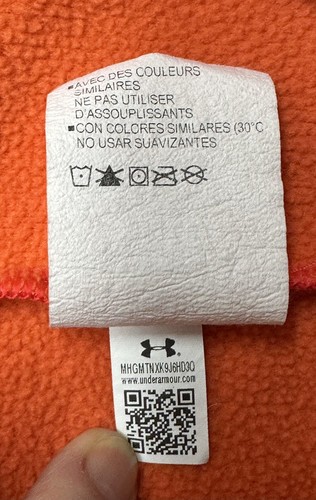 ▪AVEC DES COULEURS
SIMILAIRES
NE PAS UTILISER
D'ASSOUPLISSANTS
▪CON COLORES SIMILARES (30°C
NO USAR SUAVIZANTES
MHGMTNXK9J6HD3Q
www.underarmour.com